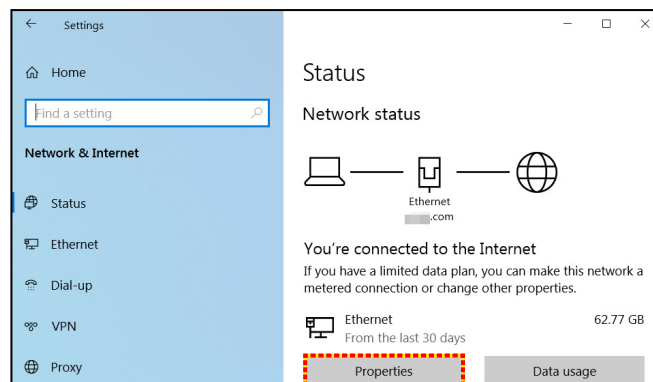 Settings
Home
Find a setting
Network & Internet
Status
Ethernet
Dial-up
VPN
Proxy
Status
Network status
Ethernet
.com
You're connected to the Internet
If you have a limited data plan, you can make this network a
metered connection or change other properties.
Ethernet 62.77 GB
From the last 30 days
Properties Data usage